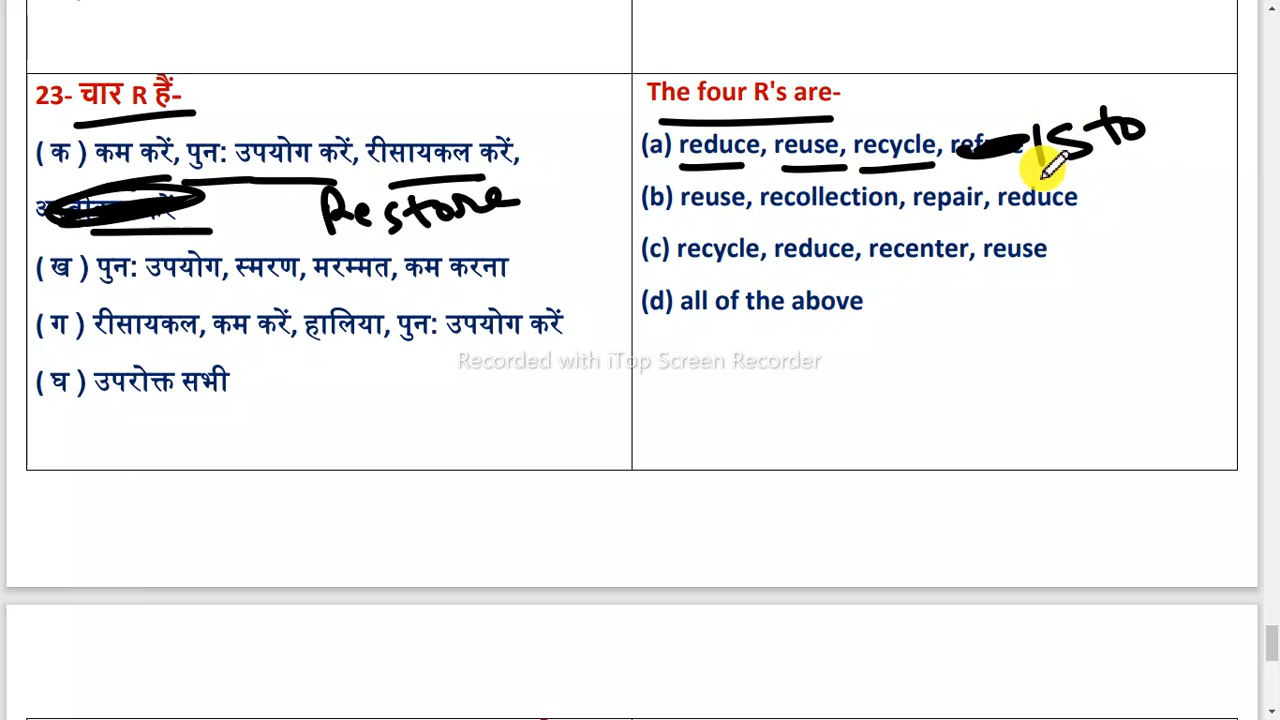 23- चार R हैं-
( क ) कम करें, पुन: उपयोग करें, रीसायकल करें,
Restore
( ख ) पुन: उपयोग, स्मरण, मरम्मत, कम करना
( ग ) रीसायकल, कम करें, हालिया, पुन: उपयोग करें
( घ ) उपरोक्त सभी
The four R's are-
(a) reduce, reuse, recycle,
(b) reuse, recollection, repair, reduce
(c) recycle, reduce, recenter, reuse
(d) all of the above
Recorded with iTop Screen Recorder